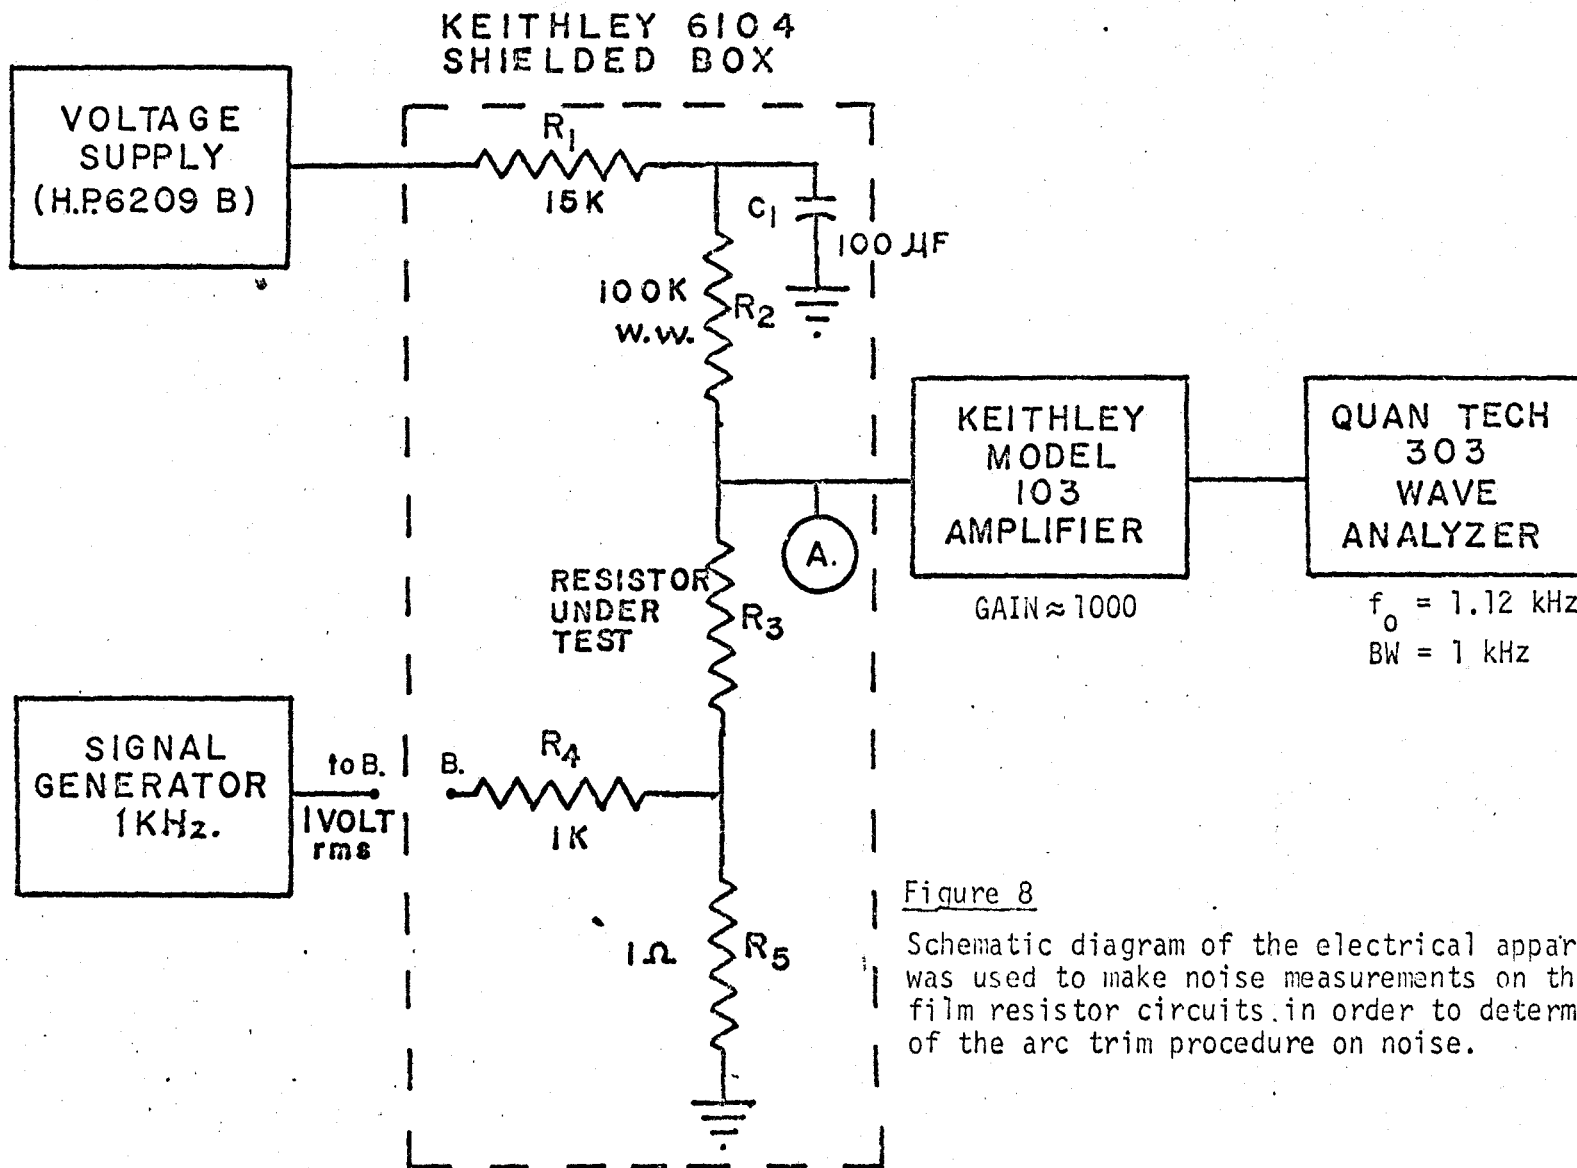 KEITHLEY 6104
SHIELDED BOX
VOLTAGE
SUPPLY
(H.P.6209 B)
R1
15K
C1
100 µF
100K
W.W.
R2
KEITHLEY
MODEL
103
AMPLIFIER
GAIN ≈ 1000
QUAN TECH
303
WAVE
ANALYZER
fo = 1.12 kHz
BW = 1 kHz
A.
RESISTOR
UNDER
TEST
R3
SIGNAL
GENERATOR
1KHz.
to B.
1 VOLT
rms
B.
R4
1K
1Ω
R5
Figure 8
Schematic diagram of the electrical appar
was used to make noise measurements on th
film resistor circuits in order to determ
of the arc trim procedure on noise.